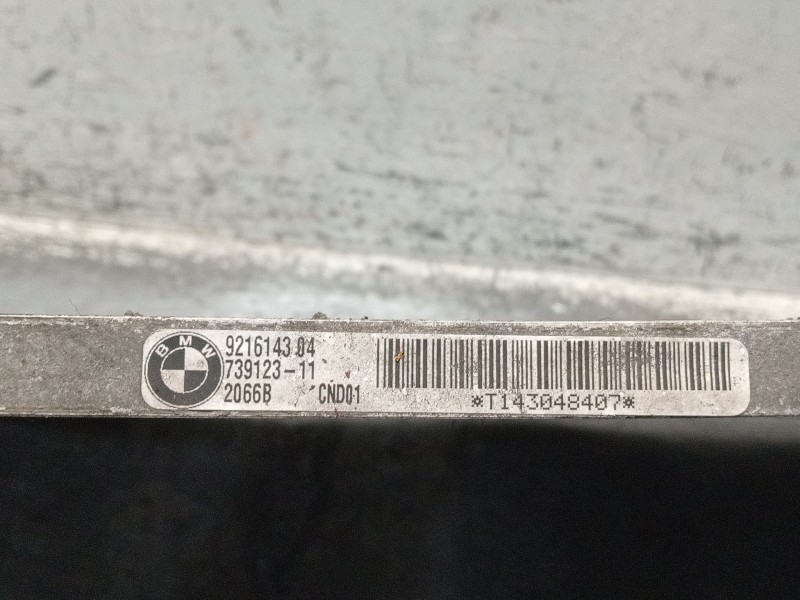 BMW
9216143 04
739123-11
2066B CND01
*T143048407*